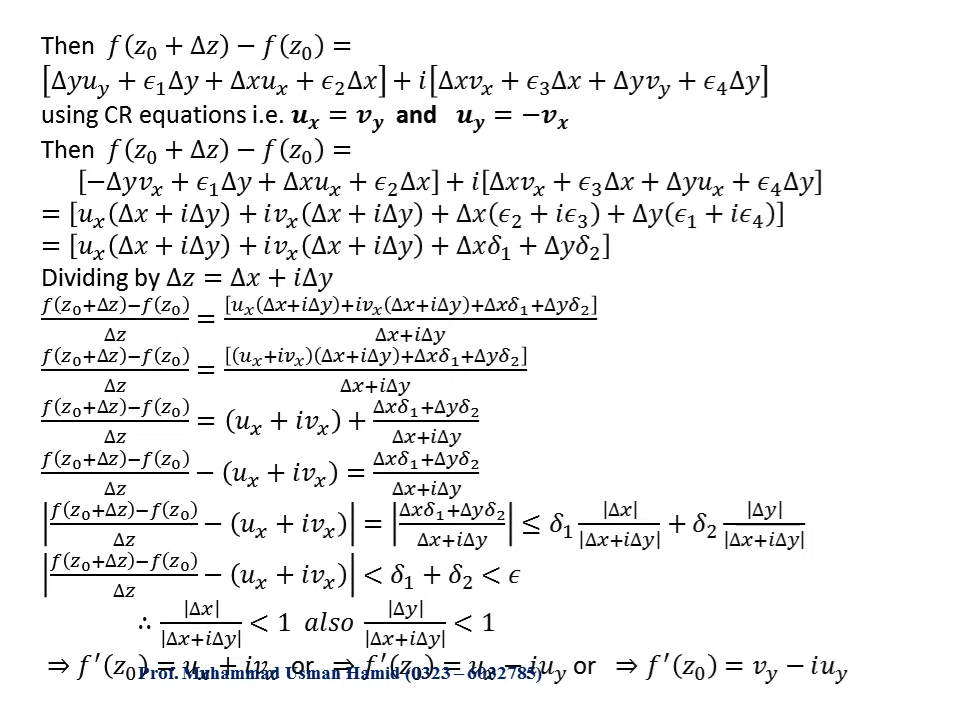 Then f(z₀ + Δz) − f(z₀) =
[Δyu_y + ϵ₁Δy + Δxu_x + ϵ₂Δx] + i[Δxv_x + ϵ₃Δx + Δyv_y + ϵ₄Δy]
using CR equations i.e. u_x = v_y and u_y = −v_x
Then f(z₀ + Δz) − f(z₀) =
[−Δyv_x + ϵ₁Δy + Δxu_x + ϵ₂Δx] + i[Δxv_x + ϵ₃Δx + Δyu_x + ϵ₄Δy]
= [u_x(Δx + iΔy) + iv_x(Δx + iΔy) + Δx(ϵ₂ + iϵ₃) + Δy(ϵ₁ + iϵ₄)]
= [u_x(Δx + iΔy) + iv_x(Δx + iΔy) + Δxδ₁ + Δyδ₂]
Dividing by Δz = Δx + iΔy
(f(z₀+Δz)−f(z₀))/Δz = [u_x(Δx+iΔy)+iv_x(Δx+iΔy)+Δxδ₁+Δyδ₂]/(Δx+iΔy)
(f(z₀+Δz)−f(z₀))/Δz = [(u_x+iv_x)(Δx+iΔy)+Δxδ₁+Δyδ₂]/(Δx+iΔy)
(f(z₀+Δz)−f(z₀))/Δz = (u_x + iv_x) + (Δxδ₁+Δyδ₂)/(Δx+iΔy)
(f(z₀+Δz)−f(z₀))/Δz − (u_x + iv_x) = (Δxδ₁+Δyδ₂)/(Δx+iΔy)
|(f(z₀+Δz)−f(z₀))/Δz − (u_x + iv_x)| = |(Δxδ₁+Δyδ₂)/(Δx+iΔy)| ≤ δ₁ |Δx|/|Δx+iΔy| + δ₂ |Δy|/|Δx+iΔy|
|(f(z₀+Δz)−f(z₀))/Δz − (u_x + iv_x)| < δ₁ + δ₂ < ϵ
∴ |Δx|/|Δx+iΔy| < 1 also |Δy|/|Δx+iΔy| < 1
⇒ f′(z₀) = u_x + iv_x or ⇒ f′(z₀) = u_x − iu_y or ⇒ f′(z₀) = v_y − iu_y
Prof. Muhammad Usman Hamid (0323 – 6032785)